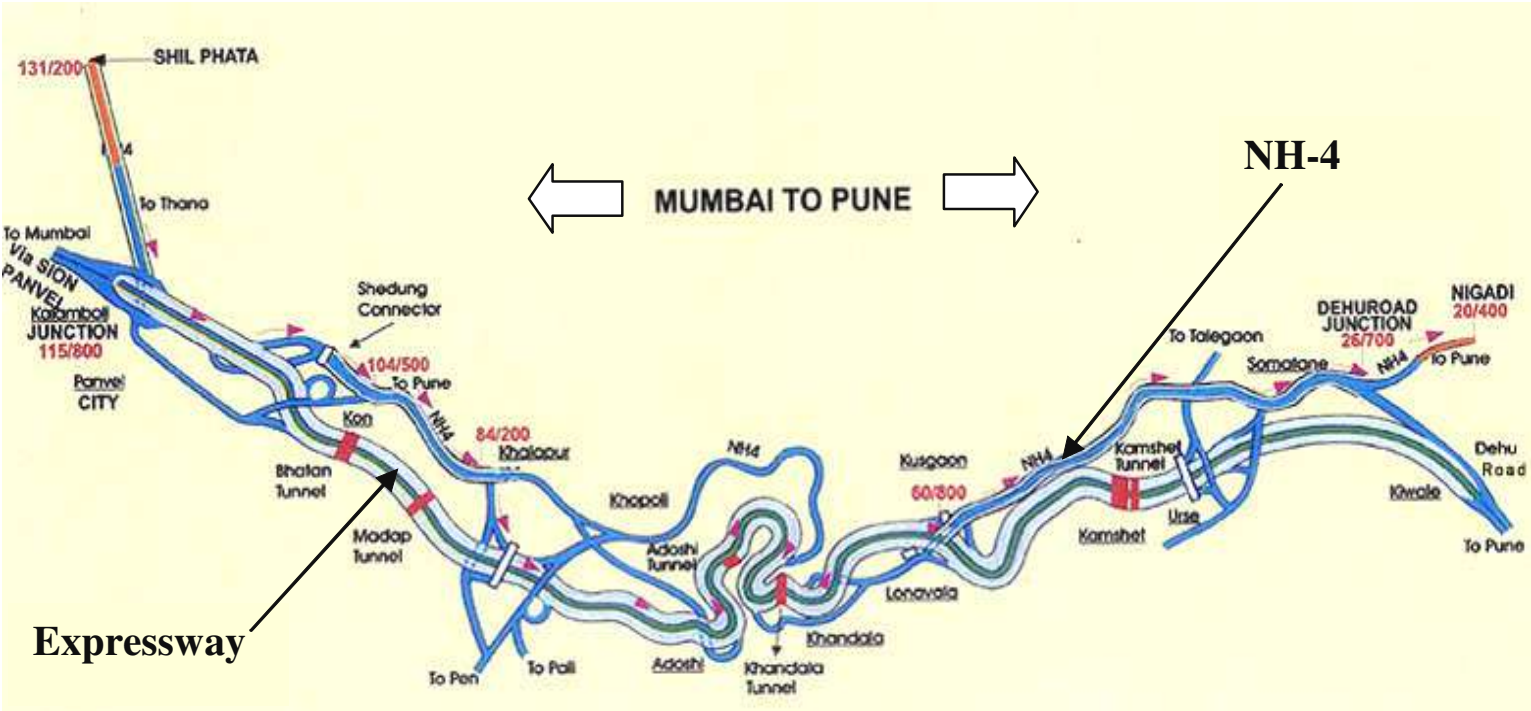 SHIL PHATA
131/200
To Thana
To Mumbai
Via SION
PANVEL
Kalamboli
JUNCTION
115/800
Panvel
CITY
MUMBAI TO PUNE
NH-4
Shedung
Connector
104/500
To Pune
NH4
Kon
Bhatan
Tunnel
84/200
Khalapur
Madap
Tunnel
Expressway
To Pen
To Pali
Khopoli
NH4
Adoshi
Tunnel
Adoshi
Khandala
Tunnel
Khandala
Lonavala
Kusgaon
60/800
NH4
Kamshet
Tunnel
Kamshet
Urse
To Talegaon
Somatane
DEHUROAD
JUNCTION
26/700
NH4
NIGADI
20/400
To Pune
Dehu
Road
Kiwale
To Pune